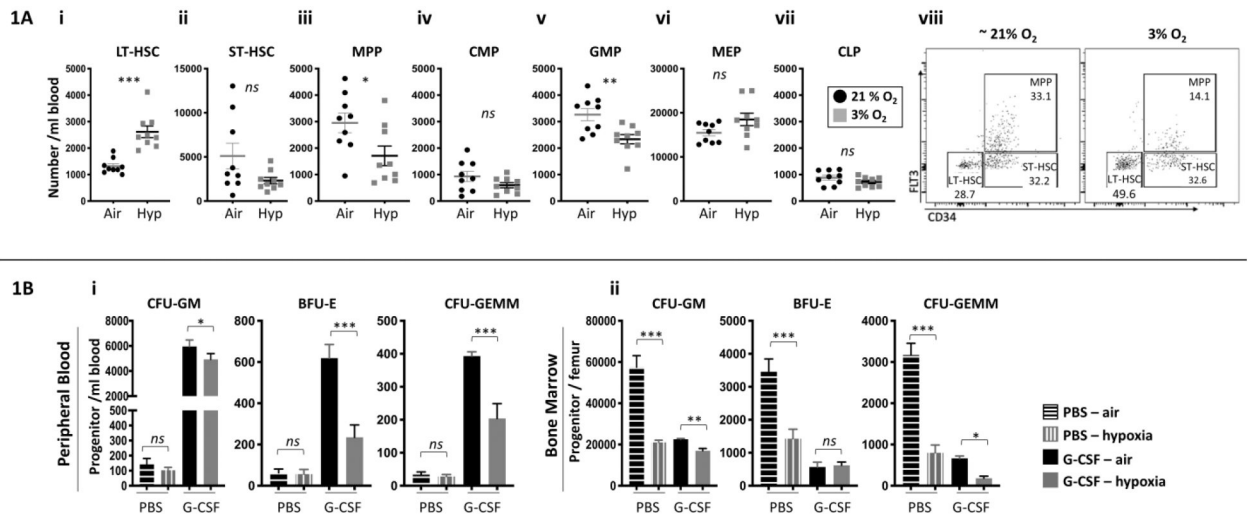 1A
i ii iii iv v vi vii viii
LT-HSC ST-HSC MPP CMP GMP MEP CLP ~ 21% O₂ 3% O₂
Number /ml blood
5000 4000 3000 2000 1000 0
***
Air Hyp
15000 10000 5000 0
ns
Air Hyp
5000 4000 3000 2000 1000 0
*
Air Hyp
5000 4000 3000 2000 1000 0
ns
Air Hyp
5000 4000 3000 2000 1000 0
**
Air Hyp
30000 20000 10000 0
ns
Air Hyp
5000 4000 3000 2000 1000 0
21 % O₂
3% O₂
ns
Air Hyp
FLT3
MPP
33.1
LT-HSC
28.7
ST-HSC
32.2
MPP
14.1
LT-HSC
49.6
ST-HSC
32.6
CD34
1B
i
Peripheral Blood
Progenitor /ml blood
CFU-GM
8000 6000 4000 2000
500 400 300 200 100 0
ns *
PBS G-CSF
BFU-E
800 600 400 200 0
ns ***
PBS G-CSF
CFU-GEMM
500 400 300 200 100 0
ns ***
PBS G-CSF
ii
Bone Marrow
Progenitor / femur
CFU-GM
80000 60000 40000 20000 0
*** **
PBS G-CSF
BFU-E
5000 4000 3000 2000 1000 0
*** ns
PBS G-CSF
CFU-GEMM
4000 3000 2000 1000 0
*** *
PBS G-CSF
PBS – air
PBS – hypoxia
G-CSF – air
G-CSF – hypoxia